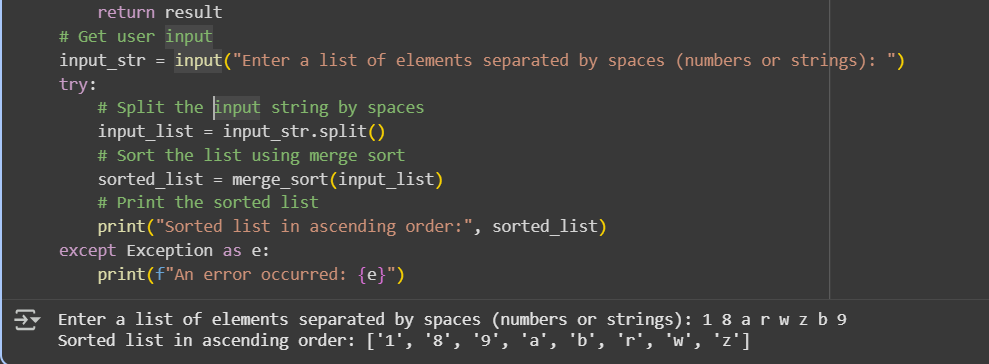 return result
# Get user input
input_str = input("Enter a list of elements separated by spaces (numbers or strings): ")
try:
# Split the input string by spaces
input_list = input_str.split()
# Sort the list using merge sort
sorted_list = merge_sort(input_list)
# Print the sorted list
print("Sorted list in ascending order:", sorted_list)
except Exception as e:
print(f"An error occurred: {e}")
Enter a list of elements separated by spaces (numbers or strings): 1 8 a r w z b 9
Sorted list in ascending order: ['1', '8', '9', 'a', 'b', 'r', 'w', 'z']